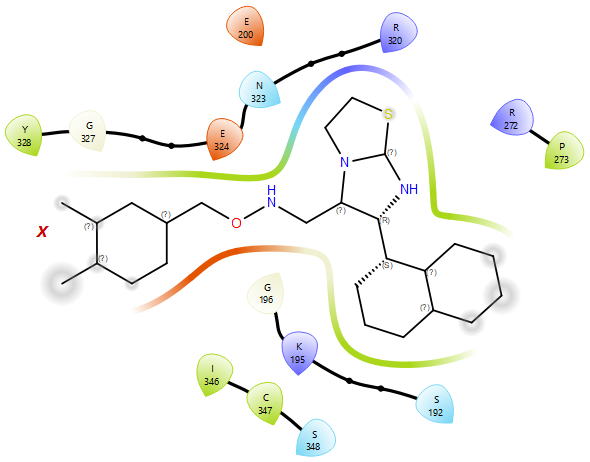 E
200
R
320
N
323
R
272
Y
328
G
327
E
324
P
273
S
(?)
N
NH
H
N
O
(?)
(?)
(?)
(?)
(R)
X
(S)
(?)
(?)
G
196
K
195
I
346
C
347
S
192
S
348